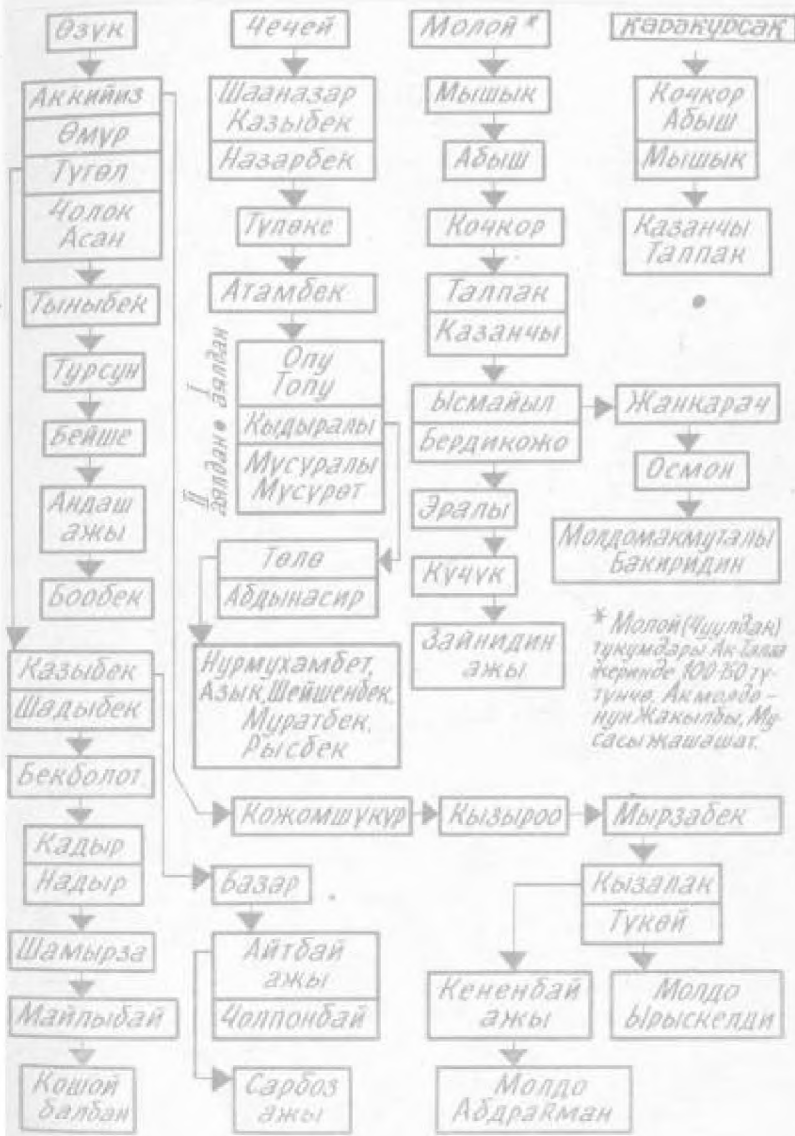 Өзүк
Аккийиз
Өмүр
Түгөл
Чолок
Асан
Тыныбек
Турсун
Бейше
Андаш
ажы
Бообек
Казыбек
Шадыбек
Бекболот
Кадыр
Надыр
Шамырза
Майлыбай
Кошой
балбан
Чечей
Шааназар
Казыбек
Назарбек
Түлөке
Атамбек
I
аялдан
Опу
Топу
Кыдыралы
II
аялдан
Мусуралы
Мусурөт
Төлө
Абдынасир
Нурмухамбет,
Азык, Шейшенбек,
Муратбек,
Рысбек
Молой *
Мышык
Абыш
Кочкор
Талпак
Казанчы
Ысмайыл
Бердикожо
Эралы
Күчүк
Зайнидин
ажы
Каракурсак
Кочкор
Абыш
Мышык
Казанчы
Талпак
Жанкарач
Осмон
Молдомакмуталы
Бакиридин
* Молой (Чуулдак)
тукумдары Ак-Талаа
жеринде 100-150 тү-
түнчө. Акмолдо-
нун Жакылбы, Му-
сасы жашашат.
Кожомшүкүр
Кызыроо
Мырзабек
Базар
Айтбай
ажы
Чолпонбай
Сарбоз
ажы
Кызалак
Түкөй
Кененбай
ажы
Молдо
Ырыскелди
Молдо
Абдрайман